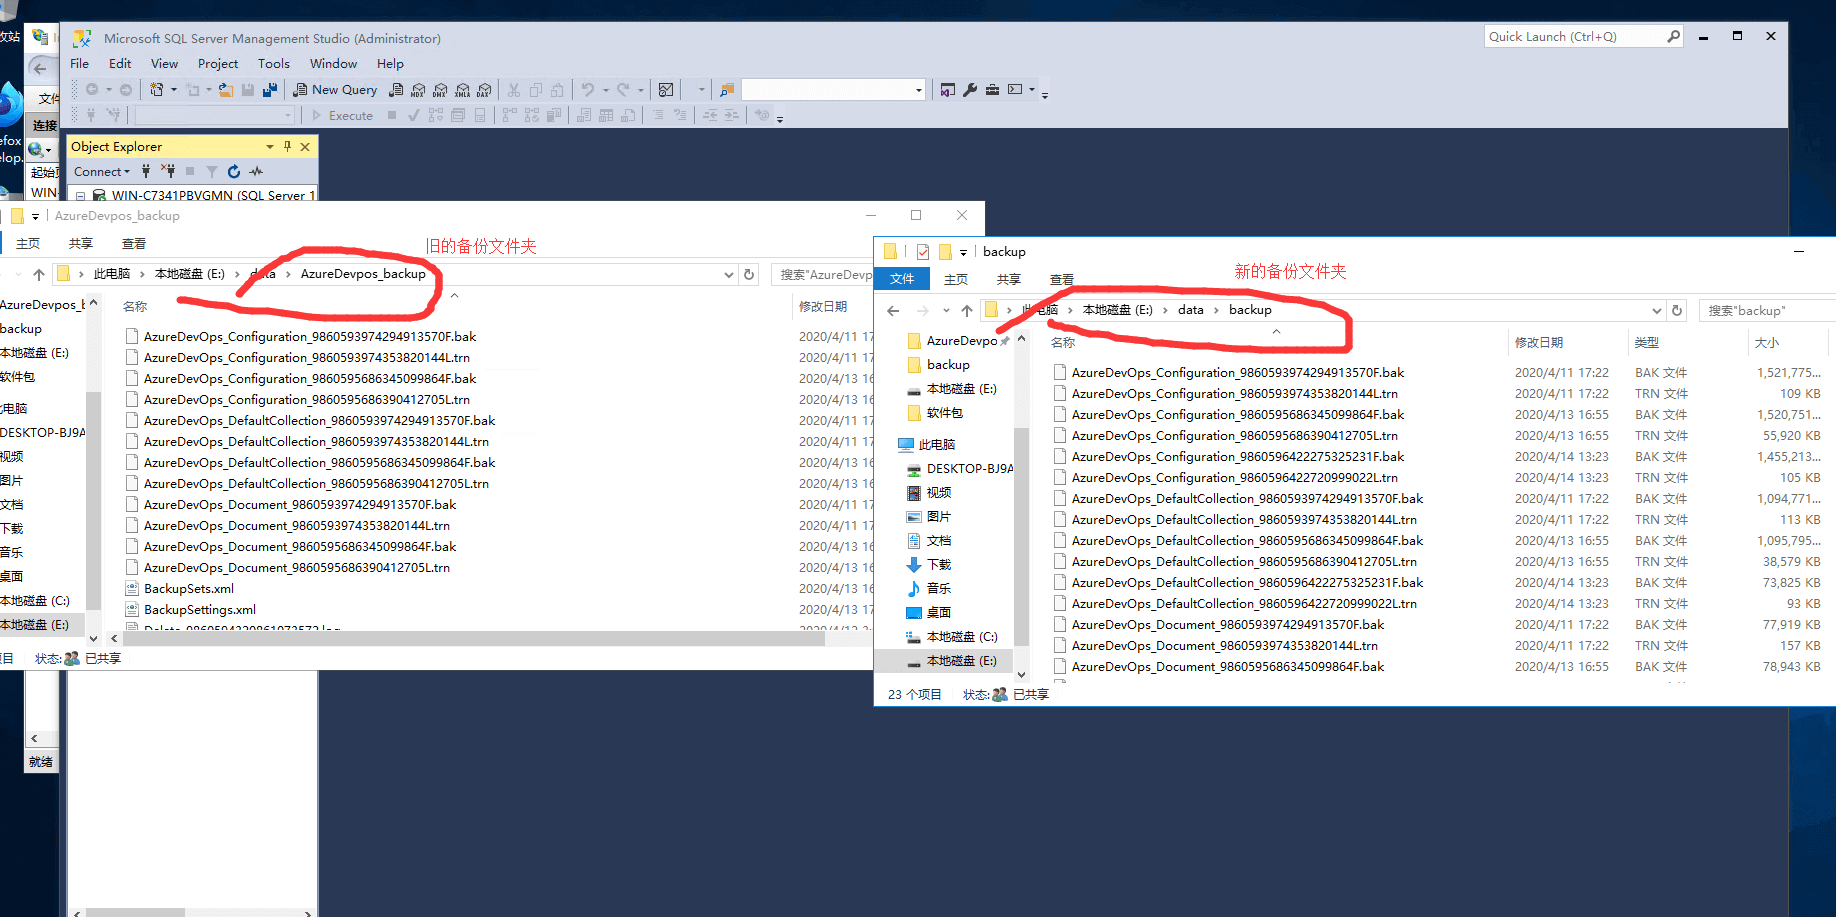 收站
efox
elop.
文件
连接
起始页
WIN-
就绪
Microsoft SQL Server Management Studio (Administrator)
Quick Launch (Ctrl+Q)
File Edit View Project Tools Window Help
New Query
MDX DMX XMLA DAX
Execute
Object Explorer
Connect
WIN-C7341PBVGMN (SQL Server 1
AzureDevpos_backup
主页 共享 查看
旧的备份文件夹
此电脑 本地磁盘 (E:) data AzureDevpos_backup
搜索"AzureDevp
名称 修改日期
AzureDevpos_b
backup
本地磁盘 (E:)
软件包
此电脑
DESKTOP-BJ9A
视频
图片
文档
下载
音乐
桌面
本地磁盘 (C:)
本地磁盘 (E:)
AzureDevOps_Configuration_9860593974294913570F.bak 2020/4/11 17
AzureDevOps_Configuration_9860593974353820144L.trn 2020/4/11 17
AzureDevOps_Configuration_9860595686345099864F.bak 2020/4/13 16
AzureDevOps_Configuration_9860595686390412705L.trn 2020/4/13 16
AzureDevOps_DefaultCollection_9860593974294913570F.bak 2020/4/11 17
AzureDevOps_DefaultCollection_9860593974353820144L.trn 2020/4/11 17
AzureDevOps_DefaultCollection_9860595686345099864F.bak 2020/4/13 16
AzureDevOps_DefaultCollection_9860595686390412705L.trn 2020/4/13 16
AzureDevOps_Document_9860593974294913570F.bak 2020/4/11 17
AzureDevOps_Document_9860593974353820144L.trn 2020/4/11 17
AzureDevOps_Document_9860595686345099864F.bak 2020/4/13 16
AzureDevOps_Document_9860595686390412705L.trn 2020/4/13 16
BackupSets.xml 2020/4/13 16
BackupSettings.xml 2020/4/13 17
项目 状态: 已共享
backup
文件 主页 共享 查看
新的备份文件夹
此电脑 本地磁盘 (E:) data backup
搜索"backup"
名称 修改日期 类型 大小
AzureDevpo
backup
本地磁盘 (E:)
软件包
此电脑
DESKTOP-BJ9A
视频
图片
文档
下载
音乐
桌面
本地磁盘 (C:)
本地磁盘 (E:)
AzureDevOps_Configuration_9860593974294913570F.bak 2020/4/11 17:22 BAK 文件 1,521,775...
AzureDevOps_Configuration_9860593974353820144L.trn 2020/4/11 17:22 TRN 文件 109 KB
AzureDevOps_Configuration_9860595686345099864F.bak 2020/4/13 16:55 BAK 文件 1,520,751...
AzureDevOps_Configuration_9860595686390412705L.trn 2020/4/13 16:55 TRN 文件 55,920 KB
AzureDevOps_Configuration_9860596422275325231F.bak 2020/4/14 13:23 BAK 文件 1,455,213...
AzureDevOps_Configuration_9860596422720999022L.trn 2020/4/14 13:23 TRN 文件 105 KB
AzureDevOps_DefaultCollection_9860593974294913570F.bak 2020/4/11 17:22 BAK 文件 1,094,771...
AzureDevOps_DefaultCollection_9860593974353820144L.trn 2020/4/11 17:22 TRN 文件 113 KB
AzureDevOps_DefaultCollection_9860595686345099864F.bak 2020/4/13 16:55 BAK 文件 1,095,795...
AzureDevOps_DefaultCollection_9860595686390412705L.trn 2020/4/13 16:55 TRN 文件 38,579 KB
AzureDevOps_DefaultCollection_9860596422275325231F.bak 2020/4/14 13:23 BAK 文件 73,825 KB
AzureDevOps_DefaultCollection_9860596422720999022L.trn 2020/4/14 13:23 TRN 文件 93 KB
AzureDevOps_Document_9860593974294913570F.bak 2020/4/11 17:22 BAK 文件 77,919 KB
AzureDevOps_Document_9860593974353820144L.trn 2020/4/11 17:22 TRN 文件 157 KB
AzureDevOps_Document_9860595686345099864F.bak 2020/4/13 16:55 BAK 文件 78,943 KB
23 个项目 状态: 已共享